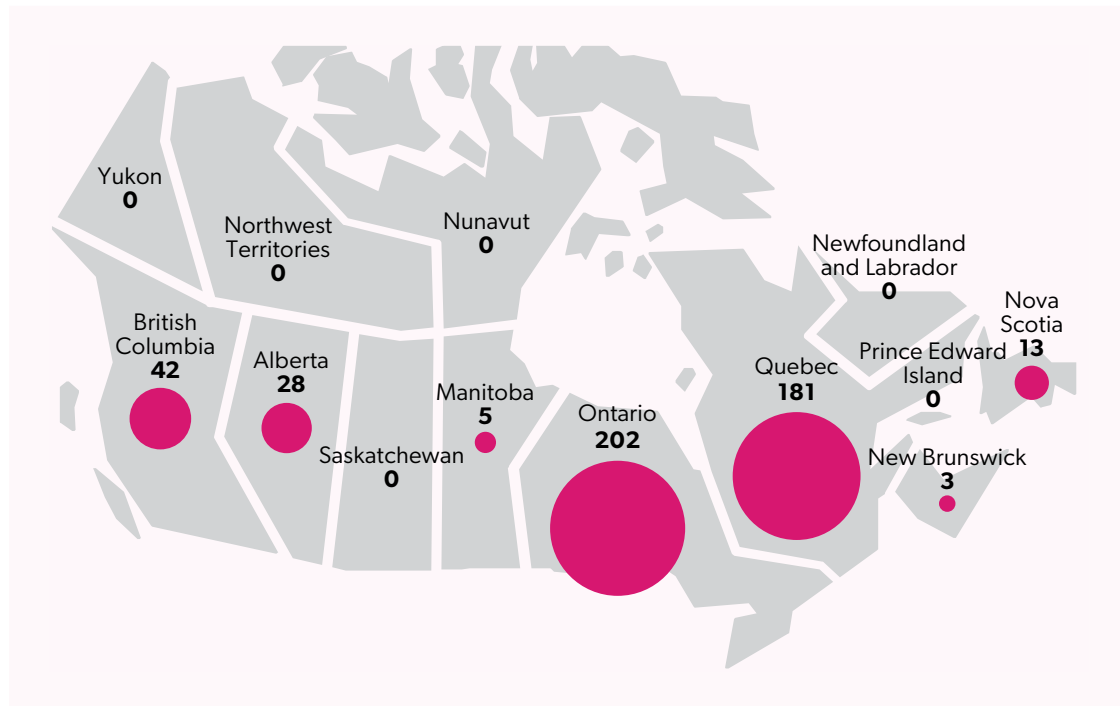 Yukon
0
Northwest
Territories
0
Nunavut
0
Newfoundland
and Labrador
0
Nova
Scotia
13
British
Columbia
42
Alberta
28
Saskatchewan
0
Manitoba
5
Ontario
202
Quebec
181
Prince Edward
Island
0
New Brunswick
3